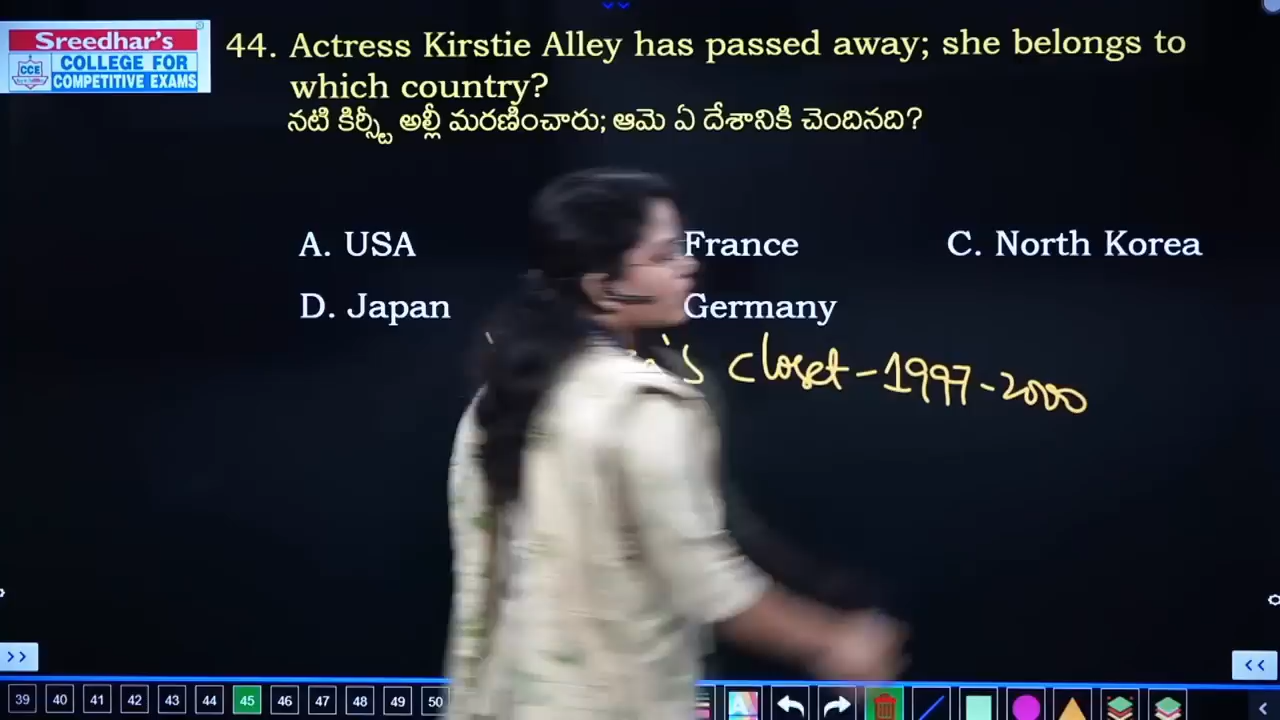 Sreedhar's
COLLEGE FOR
CCE
COMPETITIVE EXAMS
44. Actress Kirstie Alley has passed away; she belongs to
which country?
నటి కిర్స్టీ అల్లీ మరణించారు; ఆమె ఏ దేశానికి చెందినది?
A. USA
France
C. North Korea
D. Japan
Germany
closet-1997-2000
>>
<<
39 40 41 42 43 44 45 46 47 48 49 50